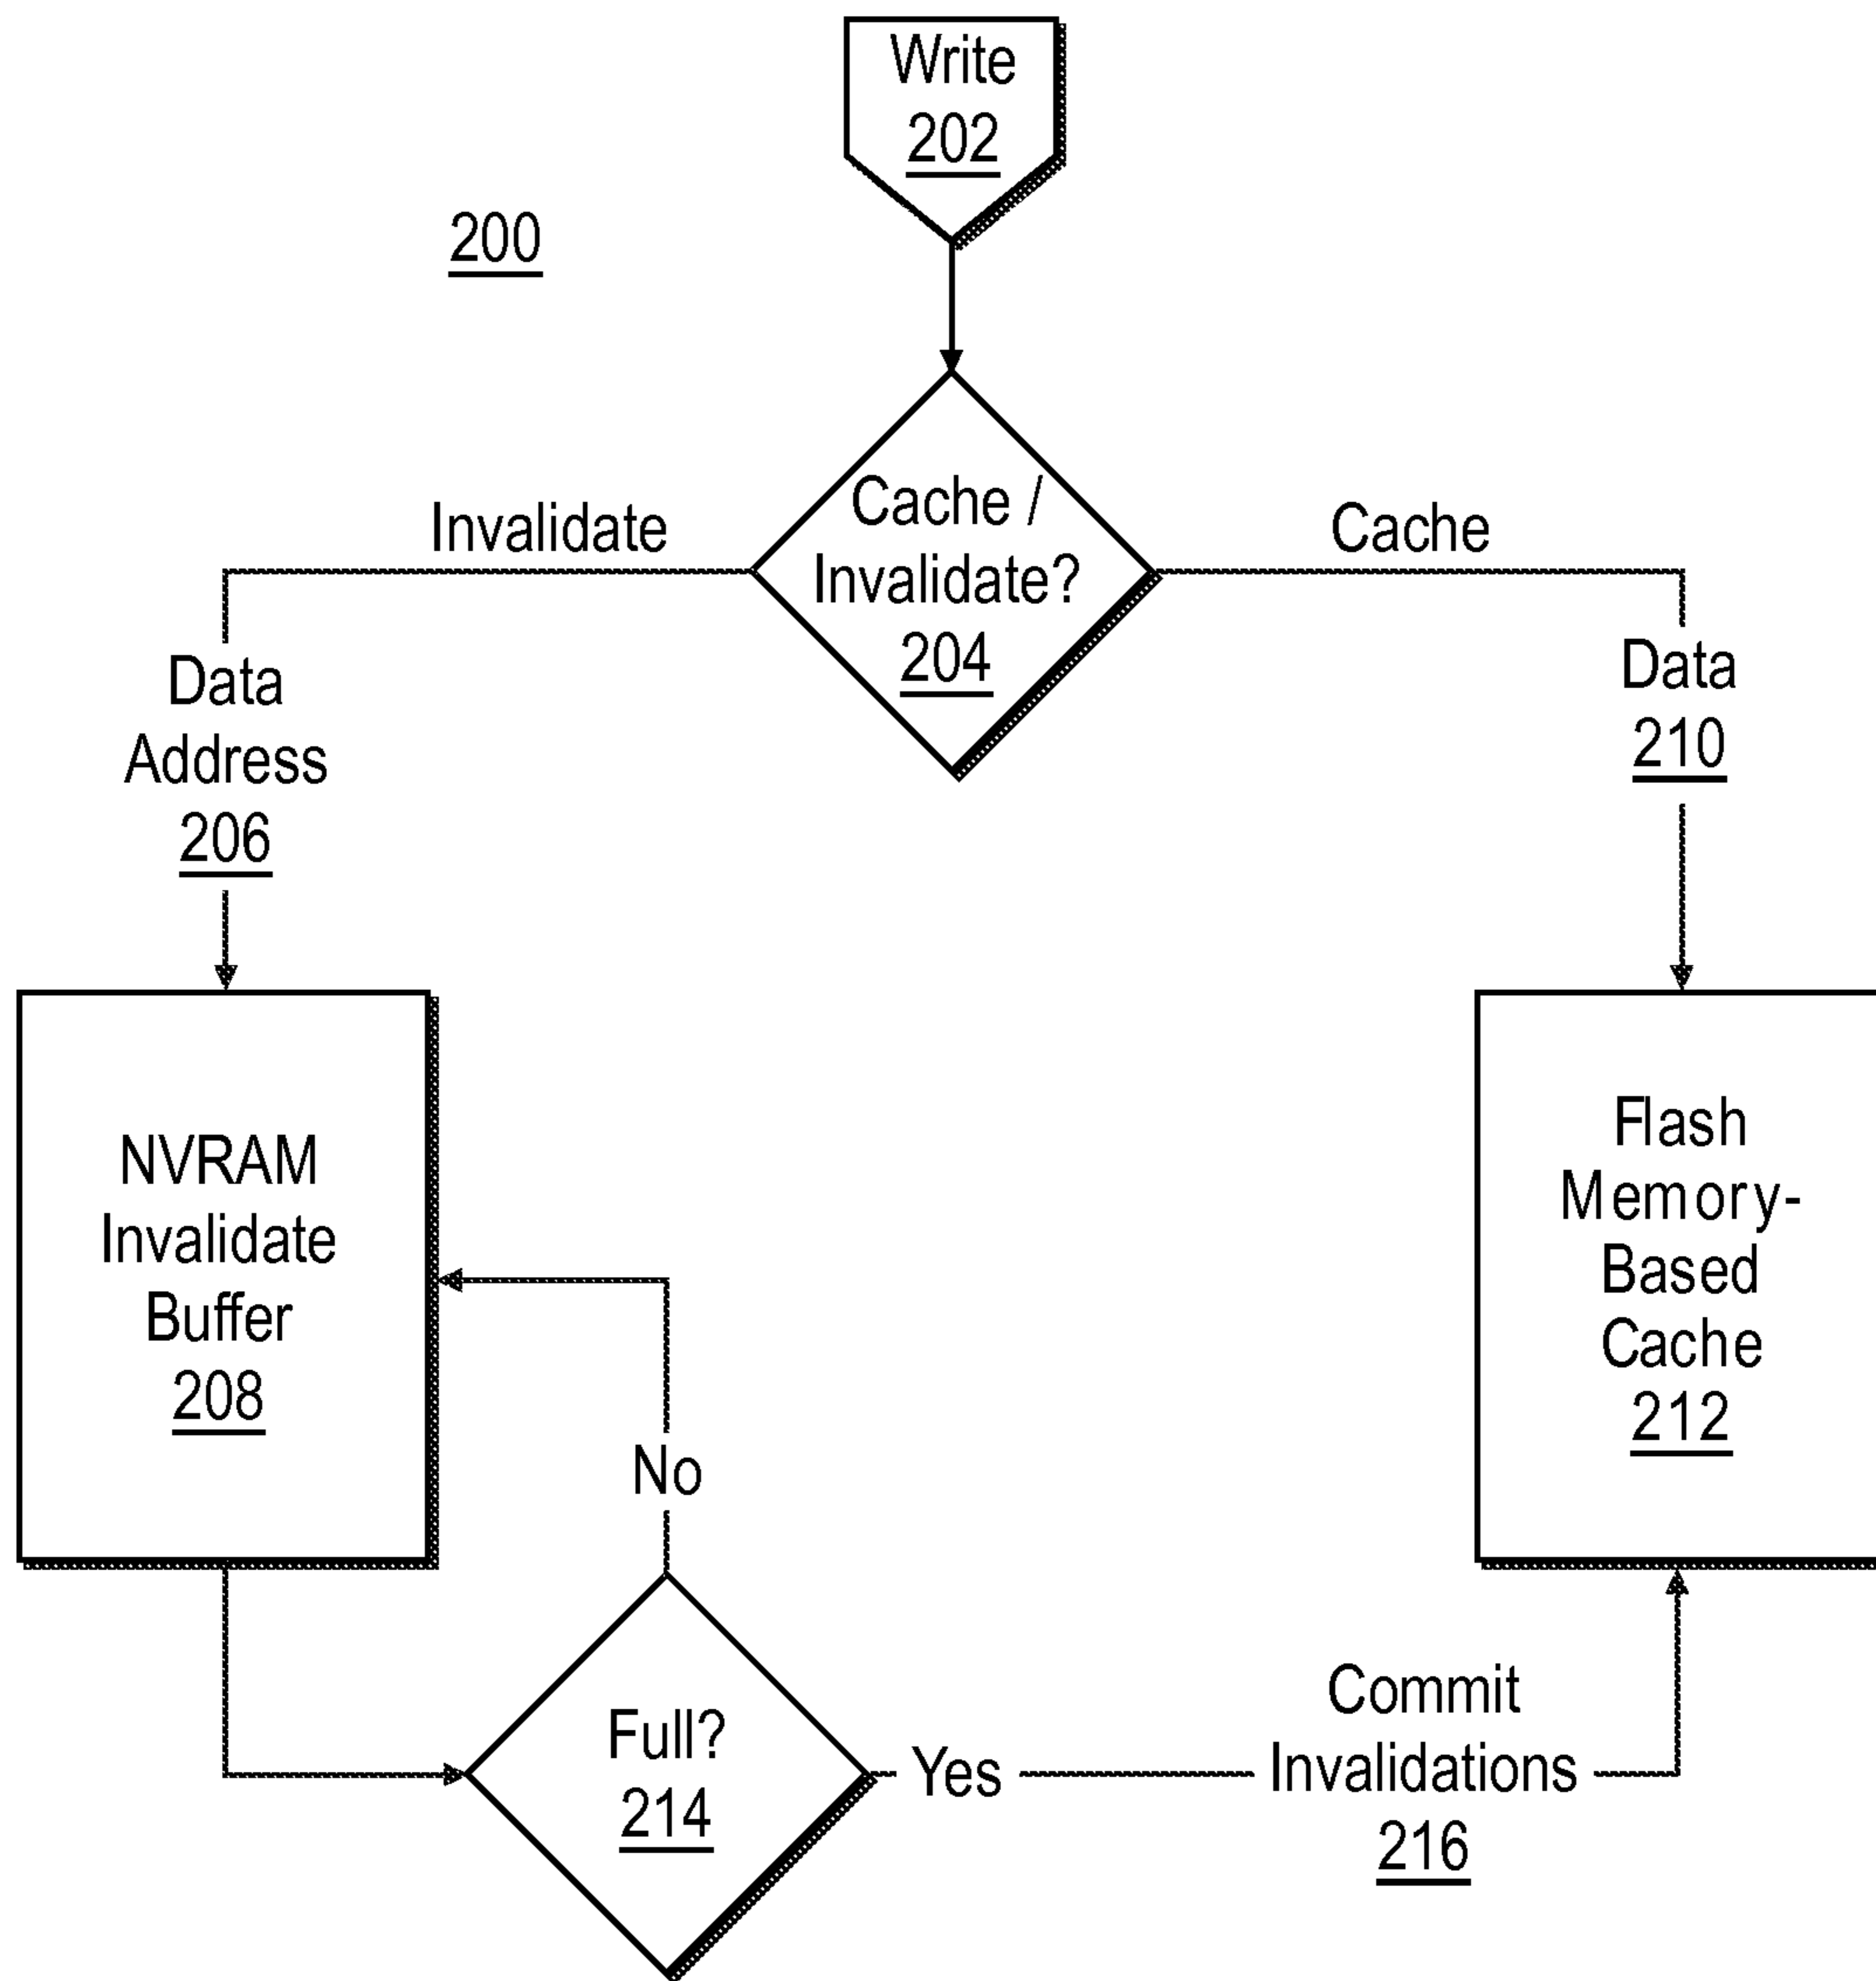 Write
202
200
Cache /
Invalidate?
204
Invalidate
Cache
Data
Address
206
Data
210
NVRAM
Invalidate
Buffer
208
Flash
Memory-
Based
Cache
212
No
Full?
214
Yes
Commit
Invalidations
216